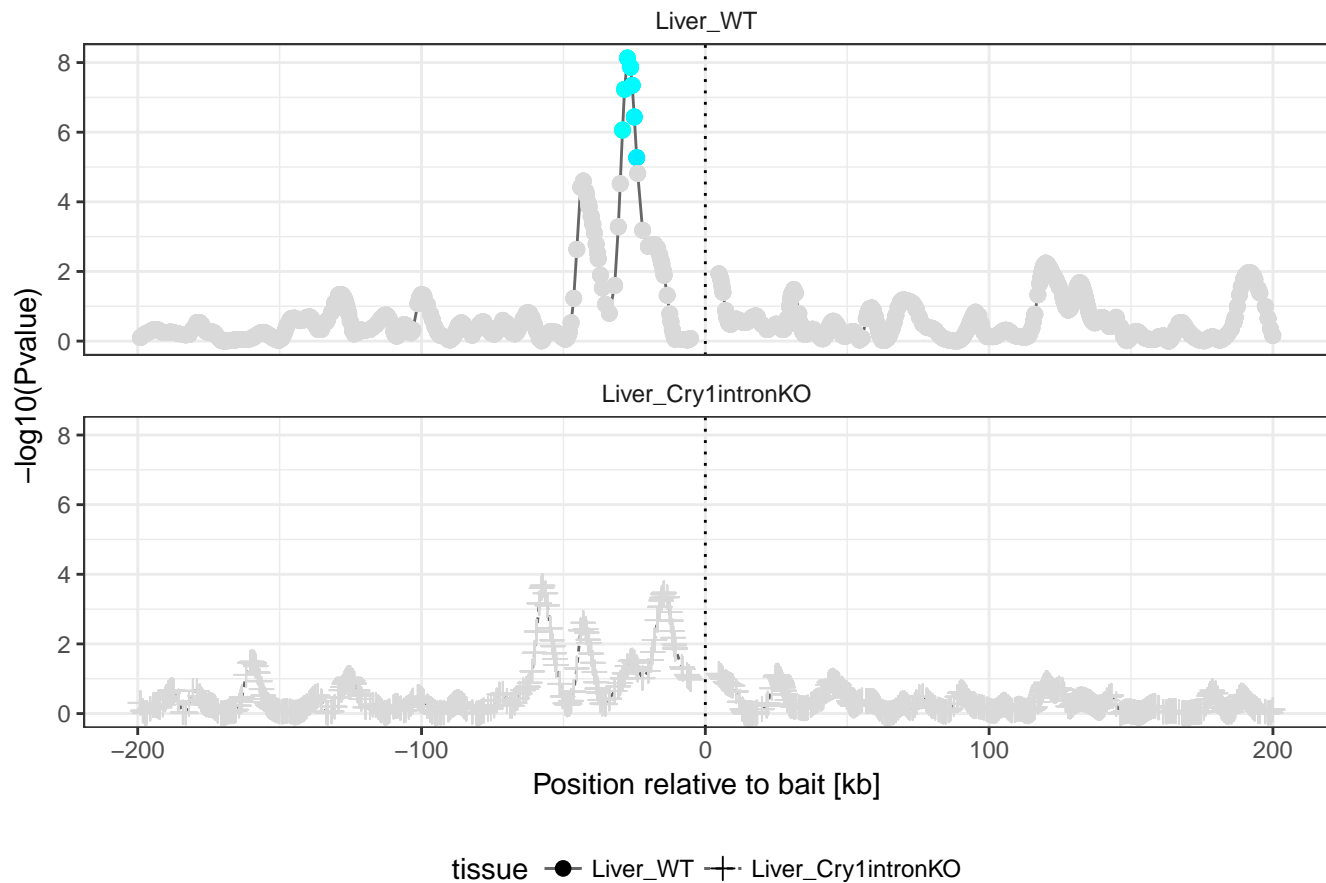 Liver_WT
8
6
4
2
0
Liver_Cry1intronKO
8
6
4
2
0
−log10(Pvalue)
−200 −100 0 100 200
Position relative to bait [kb]
tissue Liver_WT Liver_Cry1intronKO